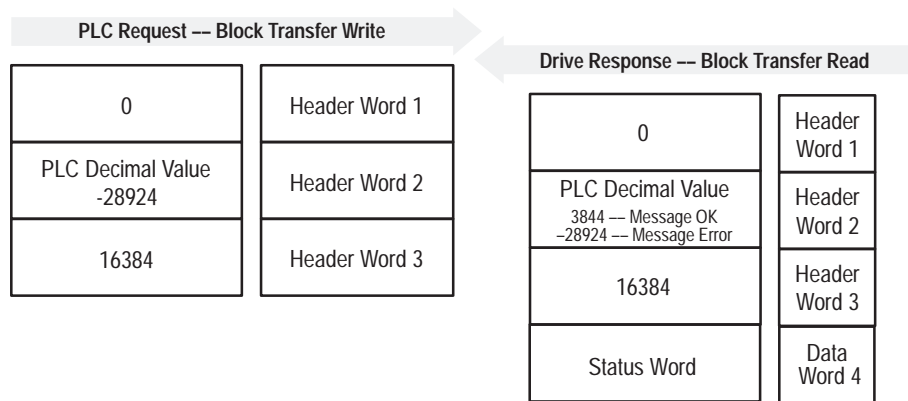 PLC Request –– Block Transfer Write
0
Header Word 1
PLC Decimal Value
-28924
Header Word 2
16384
Header Word 3
Drive Response –– Block Transfer Read
0
Header
Word 1
PLC Decimal Value
3844 –– Message OK
–28924 –– Message Error
Header
Word 2
16384
Header
Word 3
Status Word
Data
Word 4